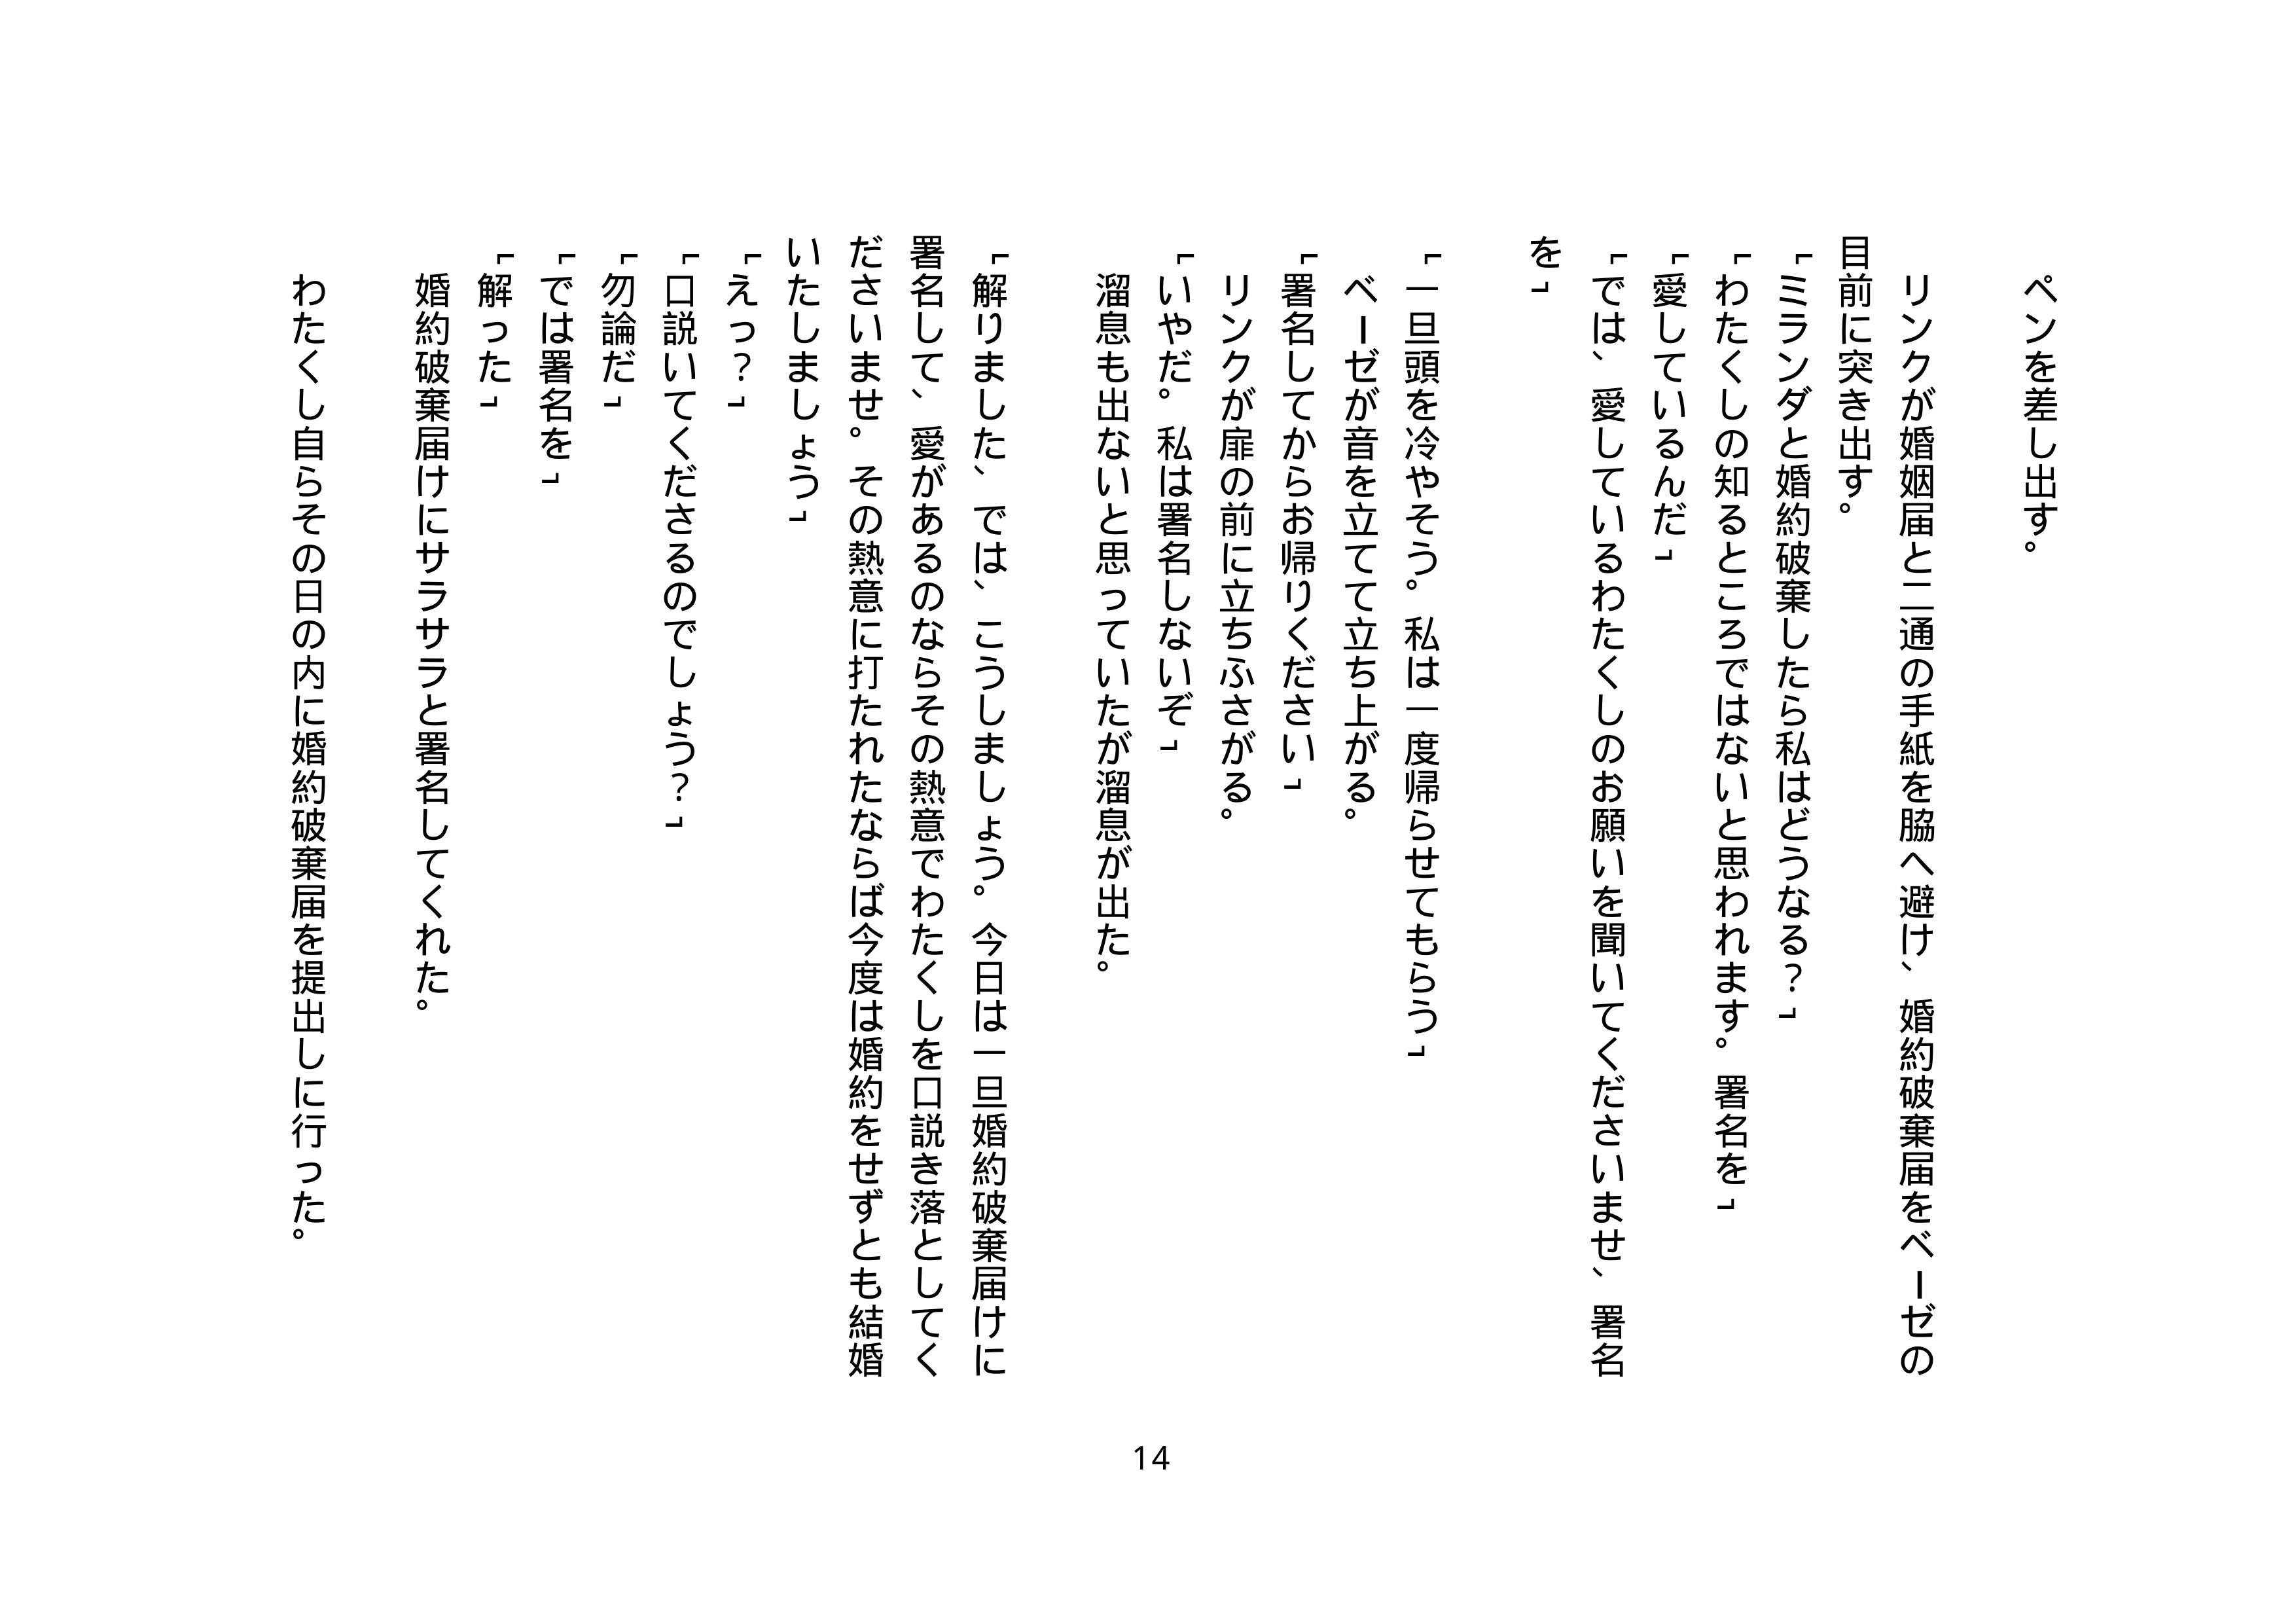 ペンを差し出す。
　リンクが婚姻届と二通の手紙を脇へ避け、婚約破棄届をベーゼの
目前に突き出す。
「ミランダと婚約破棄したら私はどうなる？」
「わたくしの知るところではないと思われます。署名を」
「愛しているんだ」
「では、愛しているわたくしのお願いを聞いてくださいませ、署名
を」
「一旦頭を冷やそう。私は一度帰らせてもらう」
　ベーゼが音を立てて立ち上がる。
「署名してからお帰りください」
　リンクが扉の前に立ちふさがる。
「いやだ。私は署名しないぞ」
　溜息も出ないと思っていたが溜息が出た。
「解りました、では、こうしましょう。今日は一旦婚約破棄届けに
署名して、愛があるのならその熱意でわたくしを口説き落としてく
ださいませ。その熱意に打たれたならば今度は婚約をせずとも結婚
いたしましょう」
「えっ？」
「口説いてくださるのでしょう？」
「勿論だ」
「では署名を」
「解った」
　婚約破棄届けにサラサラと署名してくれた。
　わたくし自らその日の内に婚約破棄届を提出しに行った。
14